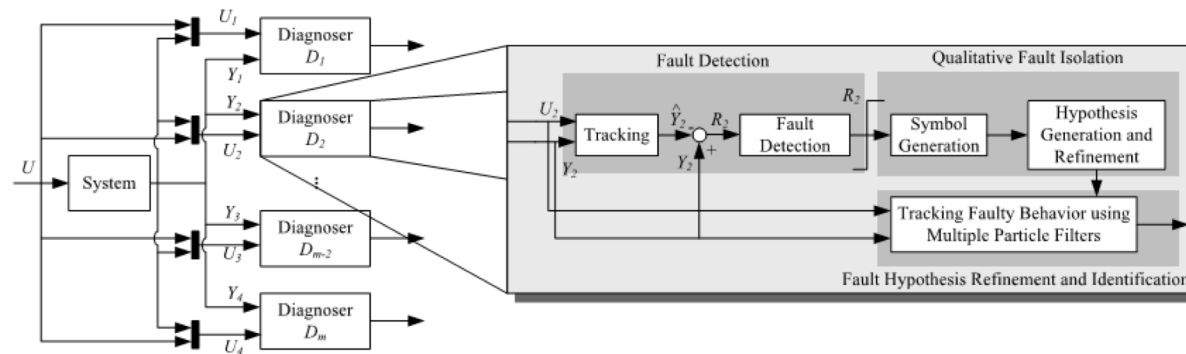 U
System
U1
Diagnoser
D1
Y1
Y2
Diagnoser
D2
U2
⋮
Y3
Diagnoser
Dm-2
U3
Y4
Diagnoser
Dm
U4
Fault Detection
U2
Tracking
Y2
Ŷ2
-
R2
+
Y2
Fault
Detection
R2
Qualitative Fault Isolation
Symbol
Generation
Hypothesis
Generation and
Refinement
Tracking Faulty Behavior using
Multiple Particle Filters
Fault Hypothesis Refinement and Identification